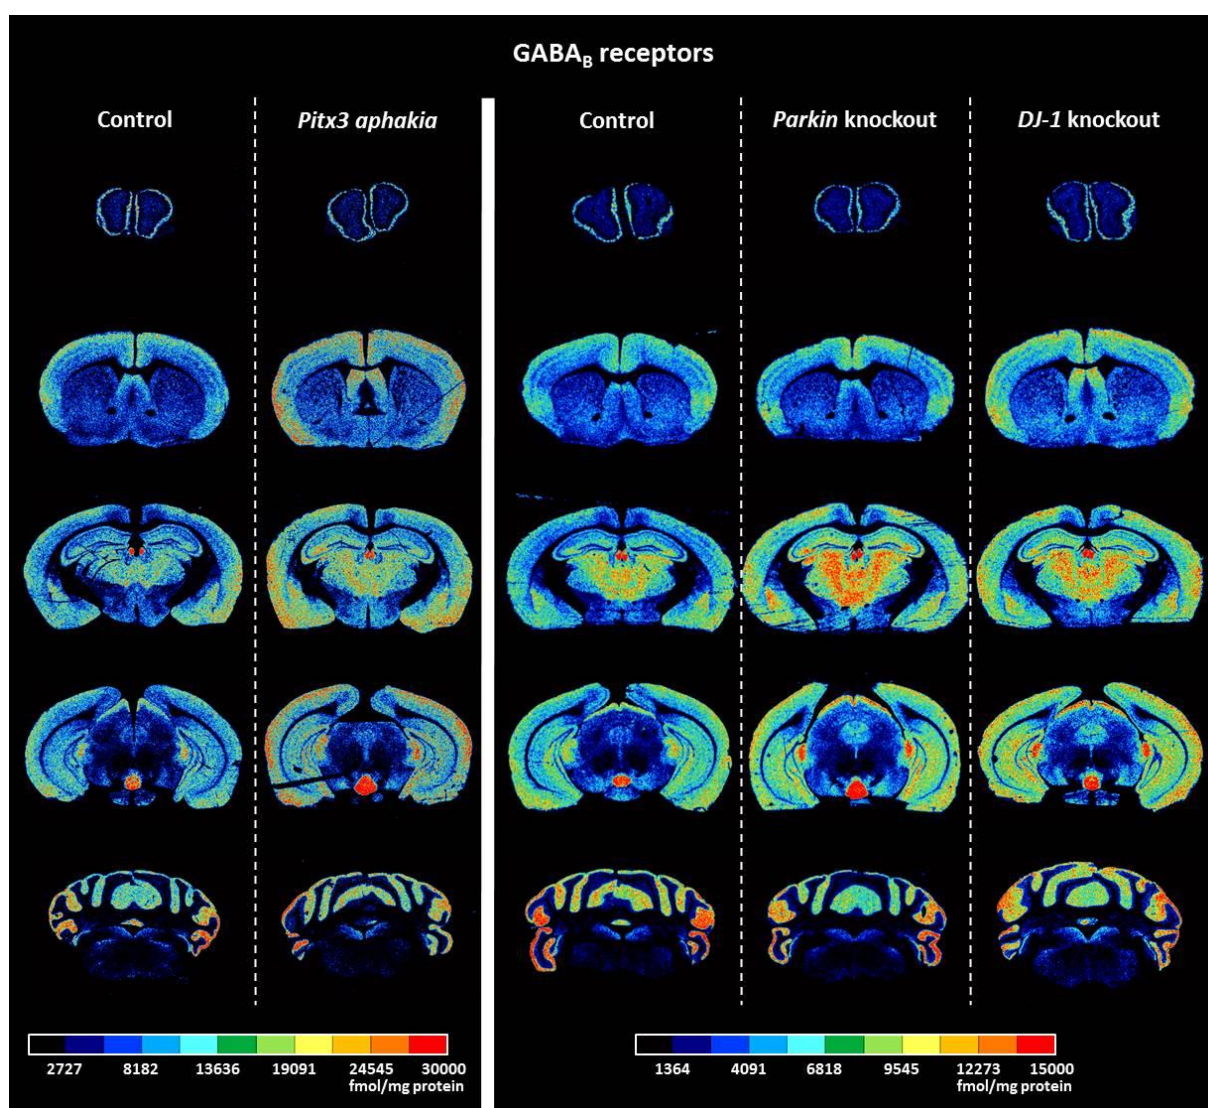 GABA_B receptors
Control
Pitx3 aphakia
Control
Parkin knockout
DJ-1 knockout
2727 8182 13636 19091 24545 30000
fmol/mg protein
1364 4091 6818 9545 12273 15000
fmol/mg protein